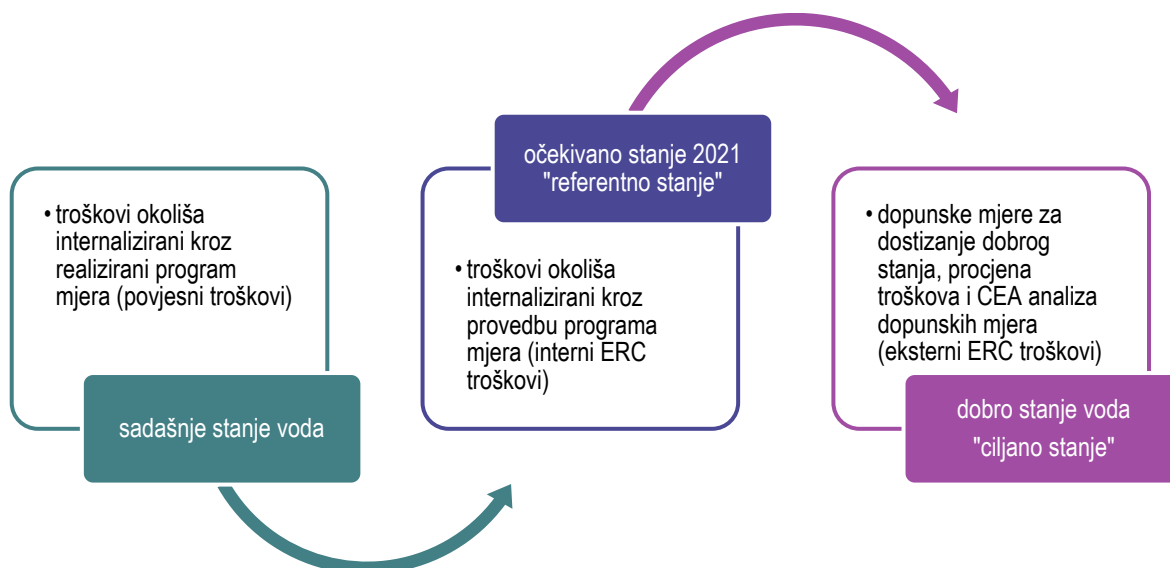 • troškovi okoliša
internalizirani kroz
realizirani program
mjera (povjesni troškovi)
sadašnje stanje voda
očekivano stanje 2021
"referentno stanje"
• troškovi okoliša
internalizirani kroz
provedbu programa
mjera (interni ERC
troškovi)
• dopunske mjere za
dostizanje dobrog
stanja, procjena
troškova i CEA analiza
dopunskih mjera
(eksterni ERC troškovi)
dobro stanje voda
"ciljano stanje"